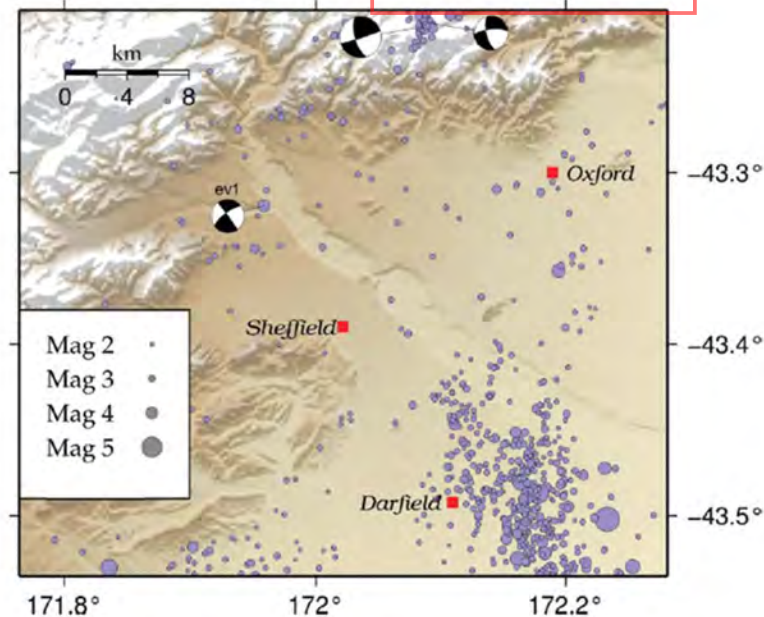 km
0 4 8
Oxford
-43.3°
ev1
Sheffield
Mag 2
Mag 3
Mag 4
Mag 5
-43.4°
Darfield
-43.5°
171.8° 172° 172.2°